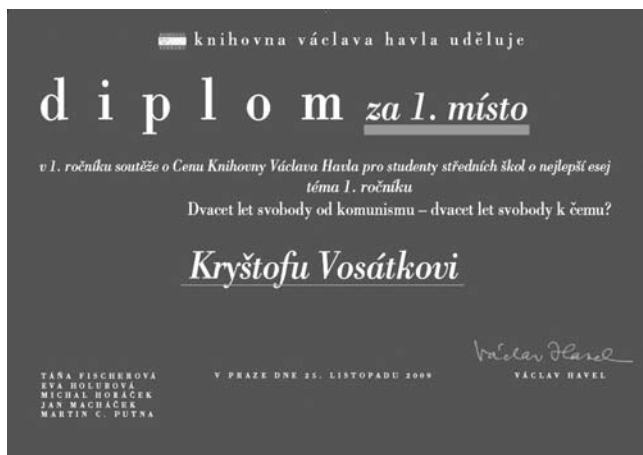 knihovna václava havla uděluje
diplom za 1. místo
v 1. ročníku soutěže o Cenu Knihovny Václava Havla pro studenty středních škol o nejlepší esej
téma 1. ročníku
Dvacet let svobody od komunismu – dvacet let svobody k čemu?
Kryštofu Vosátkovi
Václav Havel
TÁŇA FISCHEROVÁ
EVA HOLUBOVÁ
MICHAL HORÁČEK
JAN MACHÁČEK
MARTIN C. PUTNA
V PRAZE DNE 25. LISTOPADU 2009
VÁCLAV HAVEL